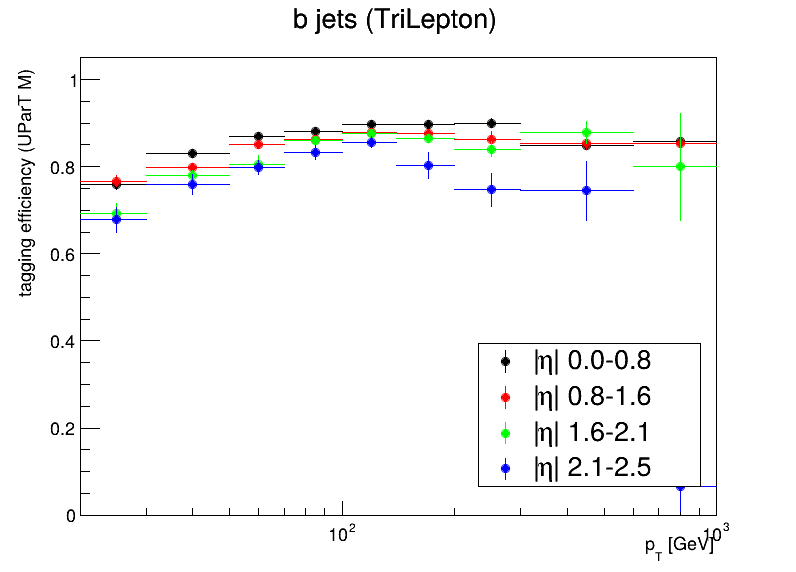 b jets (TriLepton)
tagging efficiency (UParT M)
1
0.8
0.6
0.4
0.2
0
|η| 0.0-0.8
|η| 0.8-1.6
|η| 1.6-2.1
|η| 2.1-2.5
10²
10³
p_T [GeV]